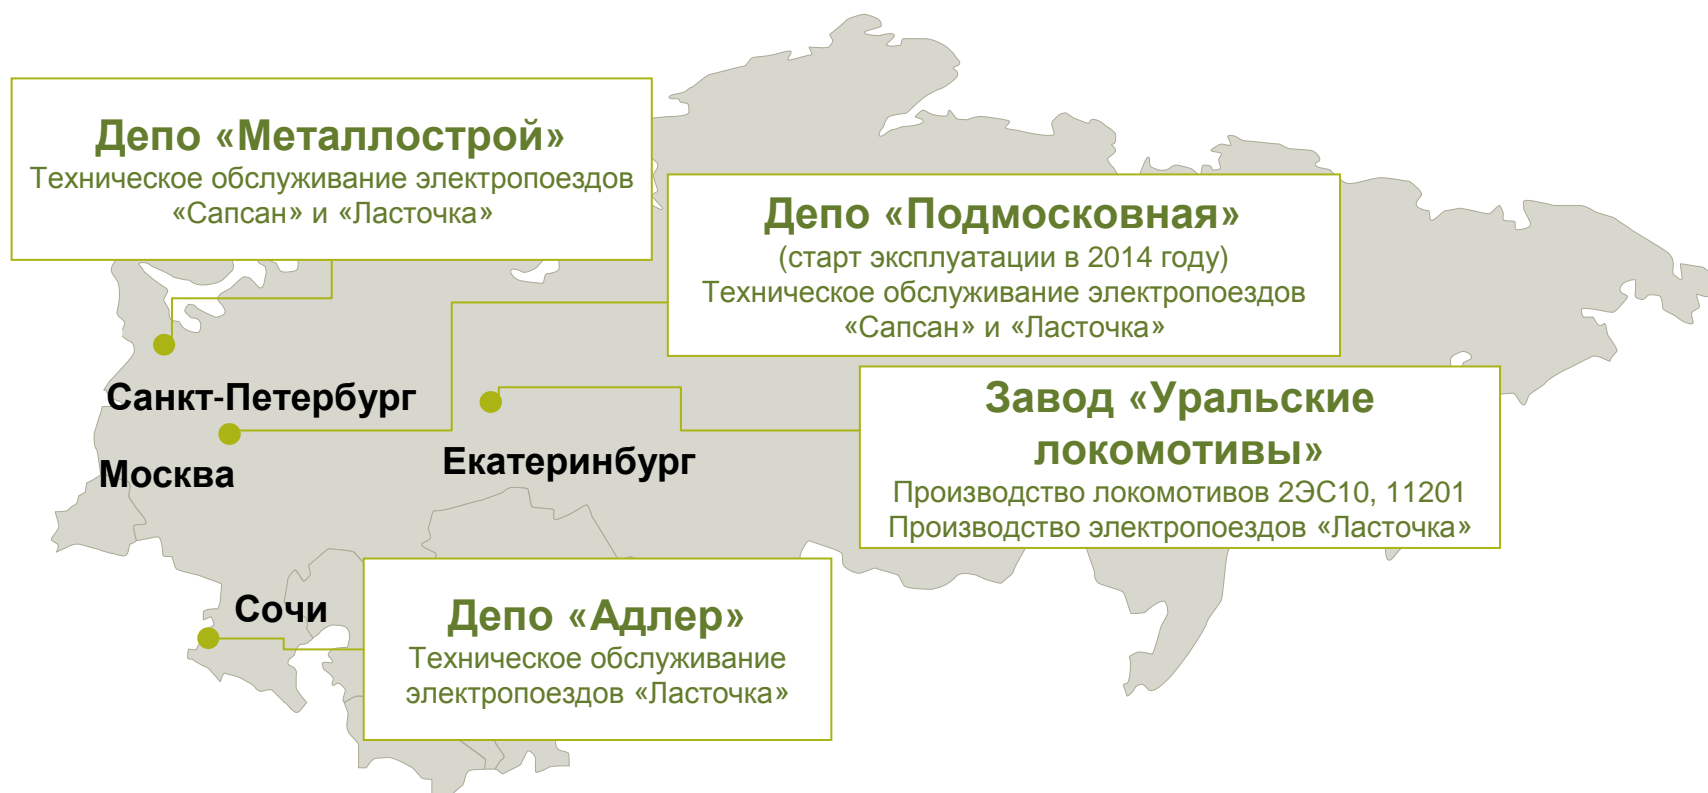 Депо «Металлострой»
Техническое обслуживание электропоездов
«Сапсан» и «Ласточка»
Депо «Подмосковная»
(старт эксплуатации в 2014 году)
Техническое обслуживание электропоездов
«Сапсан» и «Ласточка»
Санкт-Петербург
Москва
Екатеринбург
Завод «Уральские
локомотивы»
Производство локомотивов 2ЭС10, 11201
Производство электропоездов «Ласточка»
Сочи
Депо «Адлер»
Техническое обслуживание
электропоездов «Ласточка»